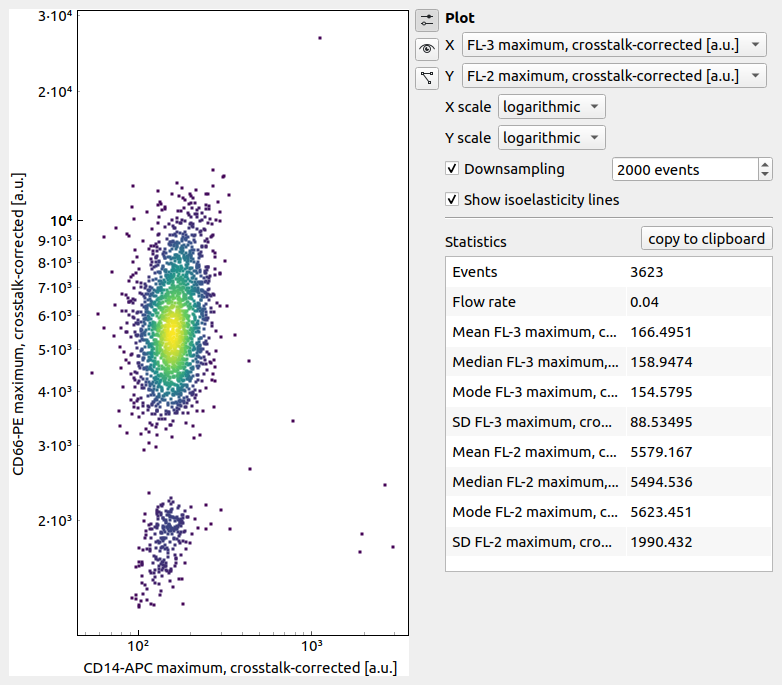 3·10⁴
2·10⁴
10⁴
9·10³
8·10³
7·10³
6·10³
5·10³
4·10³
3·10³
2·10³
CD66-PE maximum, crosstalk-corrected [a.u.]
10² 10³
CD14-APC maximum, crosstalk-corrected [a.u.]
Plot
X FL-3 maximum, crosstalk-corrected [a.u.]
Y FL-2 maximum, crosstalk-corrected [a.u.]
X scale logarithmic
Y scale logarithmic
Downsampling 2000 events
Show isoelasticity lines
Statistics copy to clipboard
Events 3623
Flow rate 0.04
Mean FL-3 maximum, c... 166.4951
Median FL-3 maximum,... 158.9474
Mode FL-3 maximum, c... 154.5795
SD FL-3 maximum, cro... 88.53495
Mean FL-2 maximum, c... 5579.167
Median FL-2 maximum,... 5494.536
Mode FL-2 maximum, c... 5623.451
SD FL-2 maximum, cro... 1990.432